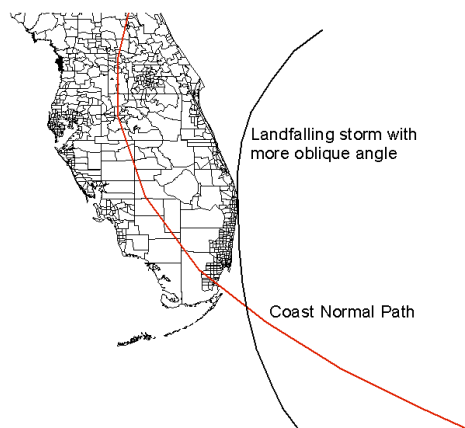 Landfalling storm with
more oblique angle
Coast Normal Path